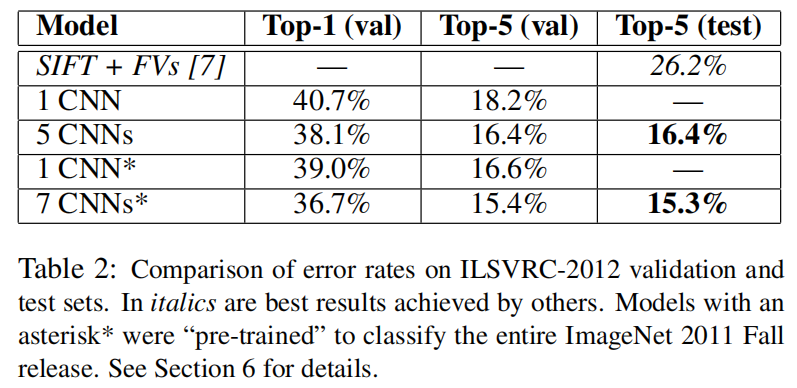 Model Top-1 (val) Top-5 (val) Top-5 (test)
SIFT + FVs [7] — — 26.2%
1 CNN 40.7% 18.2% —
5 CNNs 38.1% 16.4% 16.4%
1 CNN* 39.0% 16.6% —
7 CNNs* 36.7% 15.4% 15.3%
Table 2: Comparison of error rates on ILSVRC-2012 validation and
test sets. In italics are best results achieved by others. Models with an
asterisk* were “pre-trained” to classify the entire ImageNet 2011 Fall
release. See Section 6 for details.